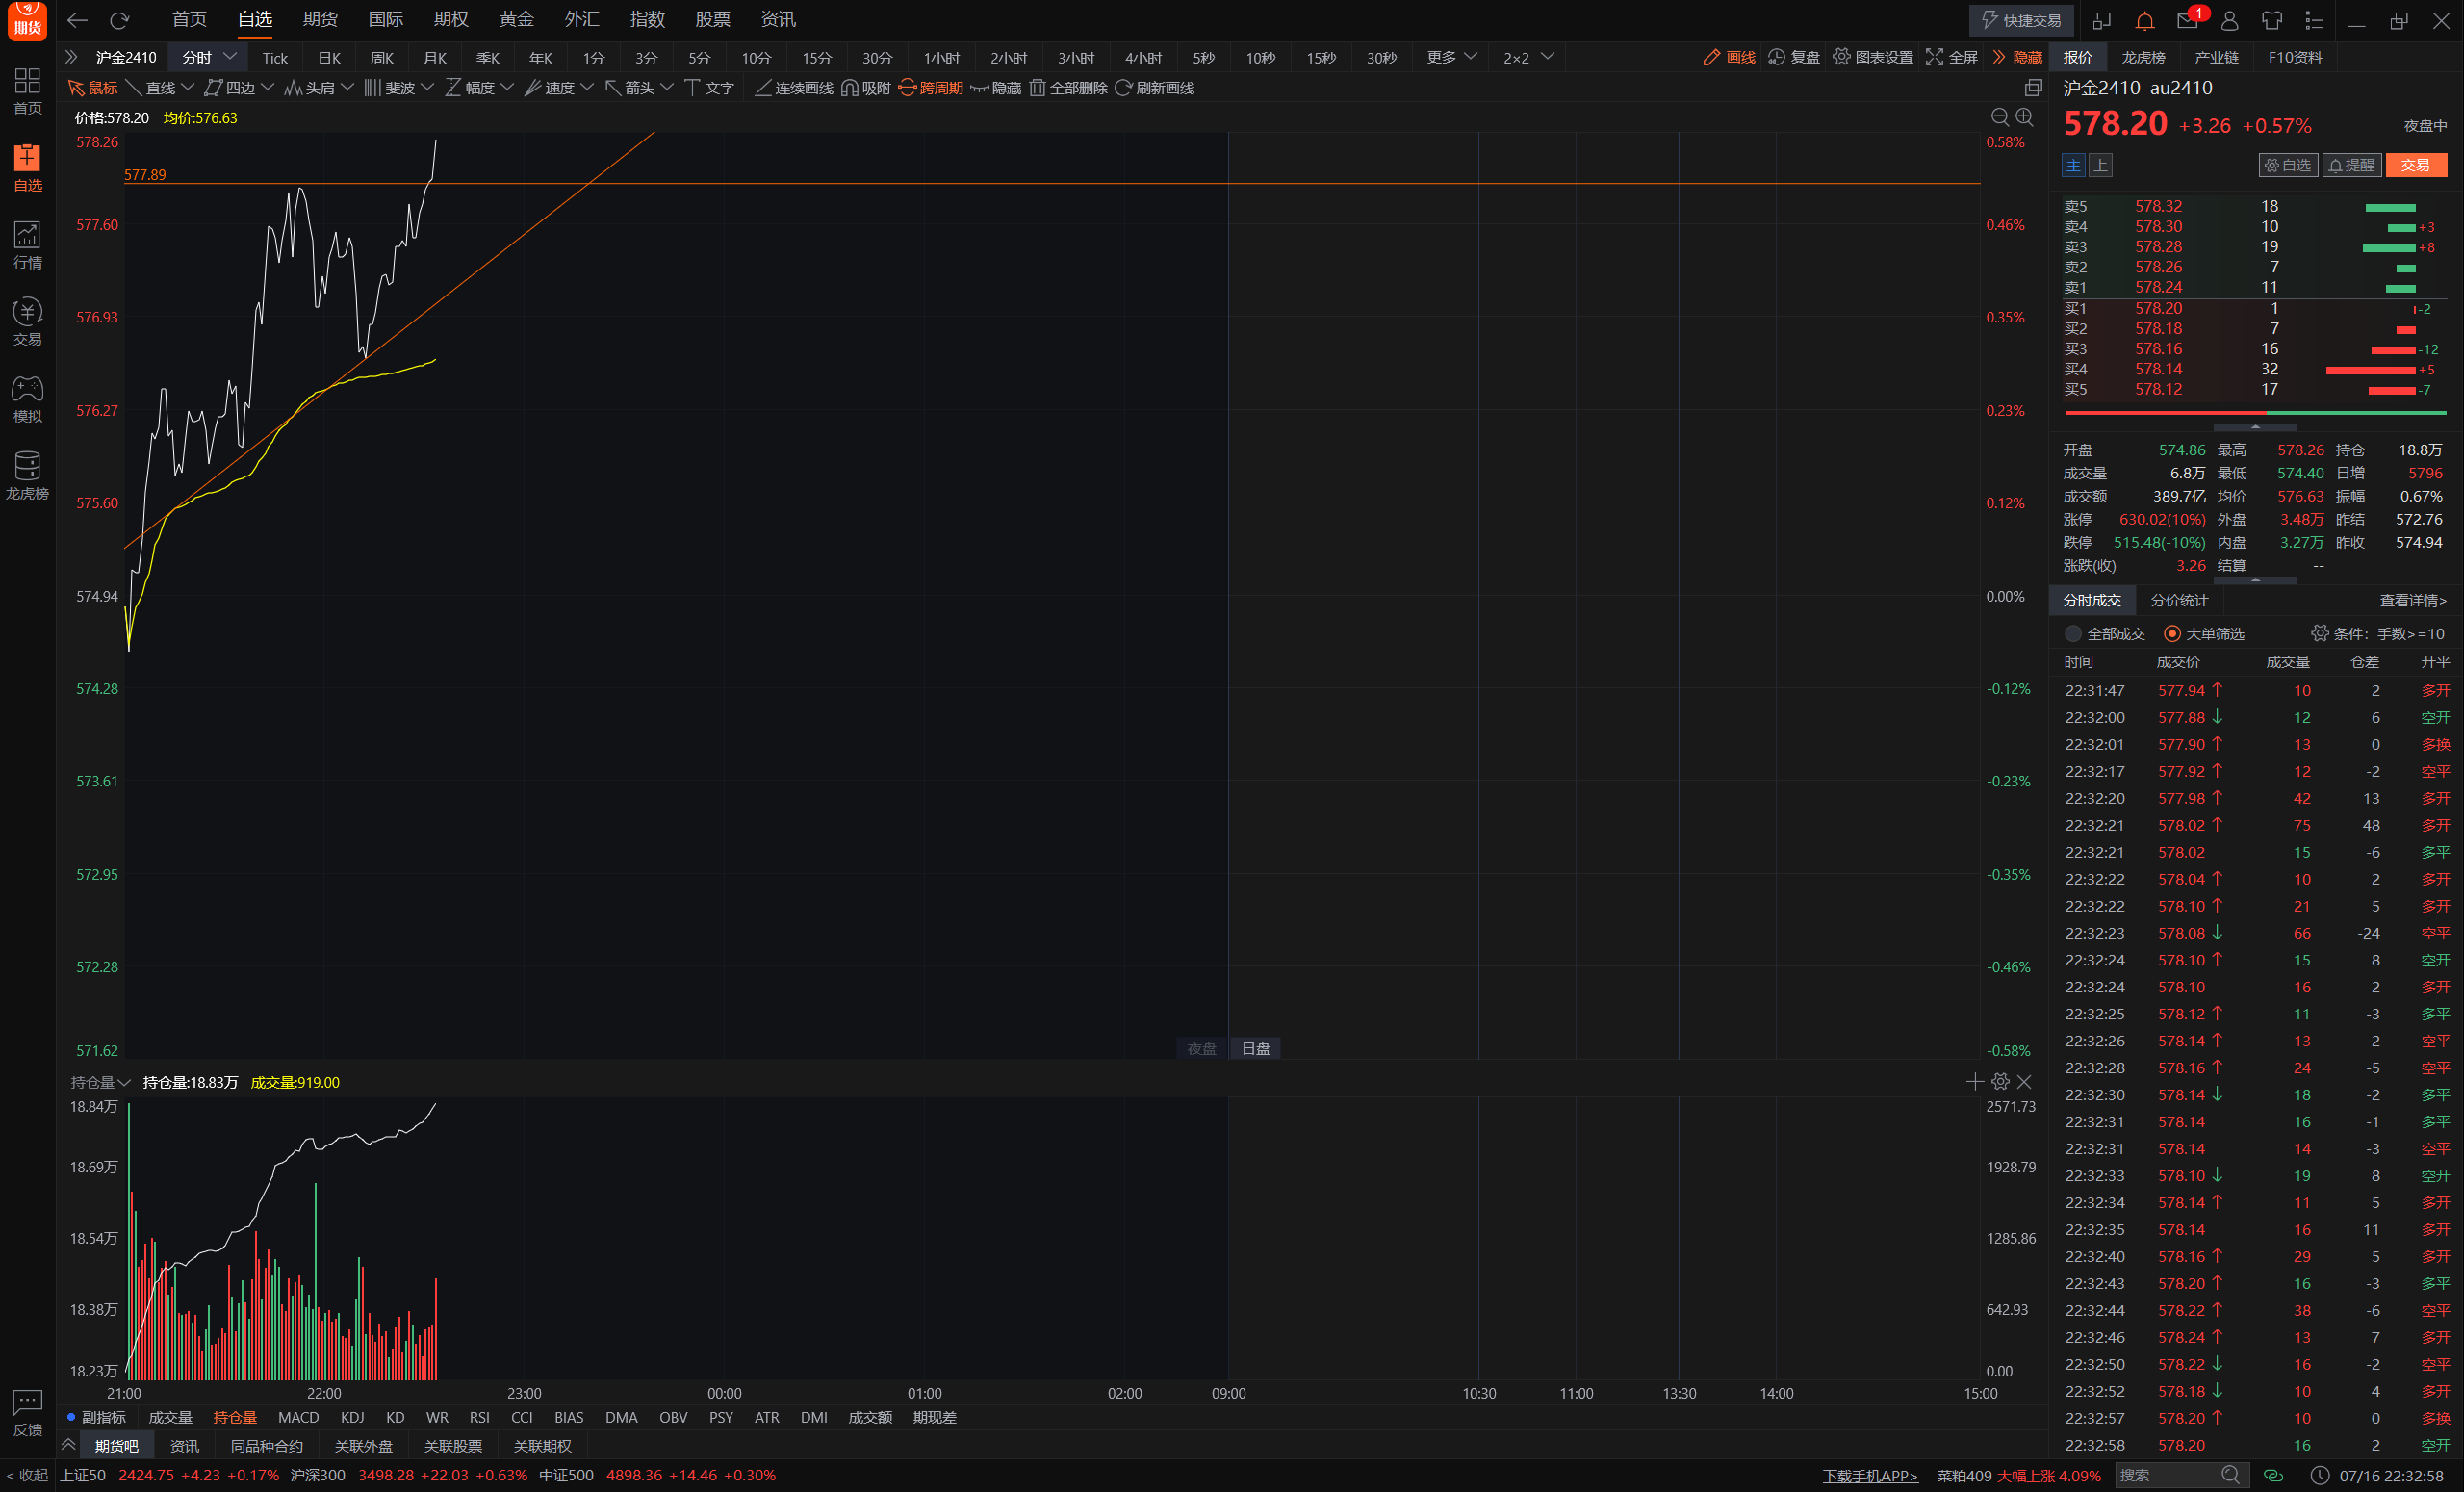 期货
首页 自选 期货 国际 期权 黄金 外汇 指数 股票 资讯 快捷交易 1
首页
自选
行情
交易
模拟
龙虎榜
反馈
< 收起
沪金2410 分时 Tick 日K 周K 月K 季K 年K 1分 3分 5分 10分 15分 30分 1小时 2小时 3小时 4小时 5秒 10秒 15秒 30秒 更多 2×2 画线 复盘 图表设置 全屏 隐藏
鼠标 直线 四边 头肩 斐波 幅度 速度 箭头 文字 连续画线 吸附 跨周期 隐藏 全部删除 刷新画线
价格:578.20 均价:576.63
578.26 0.58%
577.89
577.60 0.46%
576.93 0.35%
576.27 0.23%
575.60 0.12%
574.94 0.00%
574.28 -0.12%
573.61 -0.23%
572.95 -0.35%
572.28 -0.46%
571.62 -0.58%
夜盘 日盘
持仓量 持仓量:18.83万 成交量:919.00
18.84万 2571.73
18.69万 1928.79
18.54万 1285.86
18.38万 642.93
18.23万 0.00
21:00 22:00 23:00 00:00 01:00 02:00 09:00 10:30 11:00 13:30 14:00 15:00
副指标 成交量 持仓量 MACD KDJ KD WR RSI CCI BIAS DMA OBV PSY ATR DMI 成交额 期现差
期货吧 资讯 同品种合约 关联外盘 关联股票 关联期权
报价 龙虎榜 产业链 F10资料
沪金2410 au2410
578.20 +3.26 +0.57% 夜盘中
主 上 自选 提醒 交易
卖5 578.32 18
卖4 578.30 10 +3
卖3 578.28 19 +8
卖2 578.26 7
卖1 578.24 11
买1 578.20 1 -2
买2 578.18 7
买3 578.16 16 -12
买4 578.14 32 +5
买5 578.12 17 -7
开盘 574.86 最高 578.26 持仓 18.8万
成交量 6.8万 最低 574.40 日增 5796
成交额 389.7亿 均价 576.63 振幅 0.67%
涨停 630.02(10%) 外盘 3.48万 昨结 572.76
跌停 515.48(-10%) 内盘 3.27万 昨收 574.94
涨跌(收) 3.26 结算 --
分时成交 分价统计 查看详情>
全部成交 大单筛选 条件: 手数>=10
时间 成交价 成交量 仓差 开平
22:31:47 577.94↑ 10 2 多开
22:32:00 577.88↓ 12 6 空开
22:32:01 577.90↑ 13 0 多换
22:32:17 577.92↑ 12 -2 空平
22:32:20 577.98↑ 42 13 多开
22:32:21 578.02↑ 75 48 多开
22:32:21 578.02 15 -6 多平
22:32:22 578.04↑ 10 2 多开
22:32:22 578.10↑ 21 5 多开
22:32:23 578.08↓ 66 -24 空平
22:32:24 578.10↑ 15 8 空开
22:32:24 578.10 16 2 多开
22:32:25 578.12↑ 11 -3 多平
22:32:26 578.14↑ 13 -2 空平
22:32:28 578.16↑ 24 -5 空平
22:32:30 578.14↓ 18 -2 多平
22:32:31 578.14 16 -1 多平
22:32:31 578.14 14 -3 空平
22:32:33 578.10↓ 19 8 空开
22:32:34 578.14↑ 11 5 多开
22:32:35 578.14 16 11 多开
22:32:40 578.16↑ 29 5 多开
22:32:43 578.20↑ 16 -3 多平
22:32:44 578.22↑ 38 -6 空平
22:32:46 578.24↑ 13 7 多开
22:32:50 578.22↓ 16 -2 空平
22:32:52 578.18↓ 10 4 多开
22:32:57 578.20↑ 10 0 多换
22:32:58 578.20 16 2 空开
上证50 2424.75 +4.23 +0.17% 沪深300 3498.28 +22.03 +0.63% 中证500 4898.36 +14.46 +0.30% 下载手机APP> 菜粕409 大幅上涨 4.09% 搜索 07/16 22:32:58